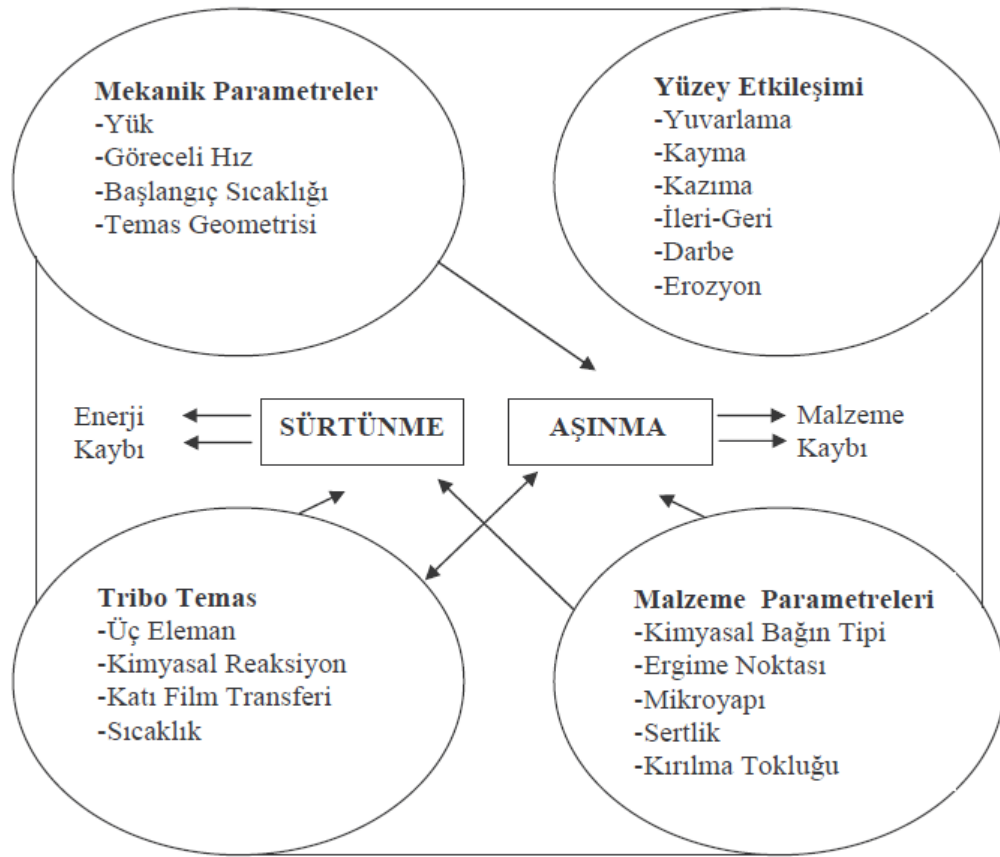 Mekanik Parametreler
-Yük
-Göreceli Hız
-Başlangıç Sıcaklığı
-Temas Geometrisi
Yüzey Etkileşimi
-Yuvarlama
-Kayma
-Kazıma
-İleri-Geri
-Darbe
-Erozyon
Enerji
Kaybı
SÜRTÜNME
AŞINMA
Malzeme
Kaybı
Tribo Temas
-Üç Eleman
-Kimyasal Reaksiyon
-Katı Film Transferi
-Sıcaklık
Malzeme Parametreleri
-Kimyasal Bağın Tipi
-Ergime Noktası
-Mikroyapı
-Sertlik
-Kırılma Tokluğu